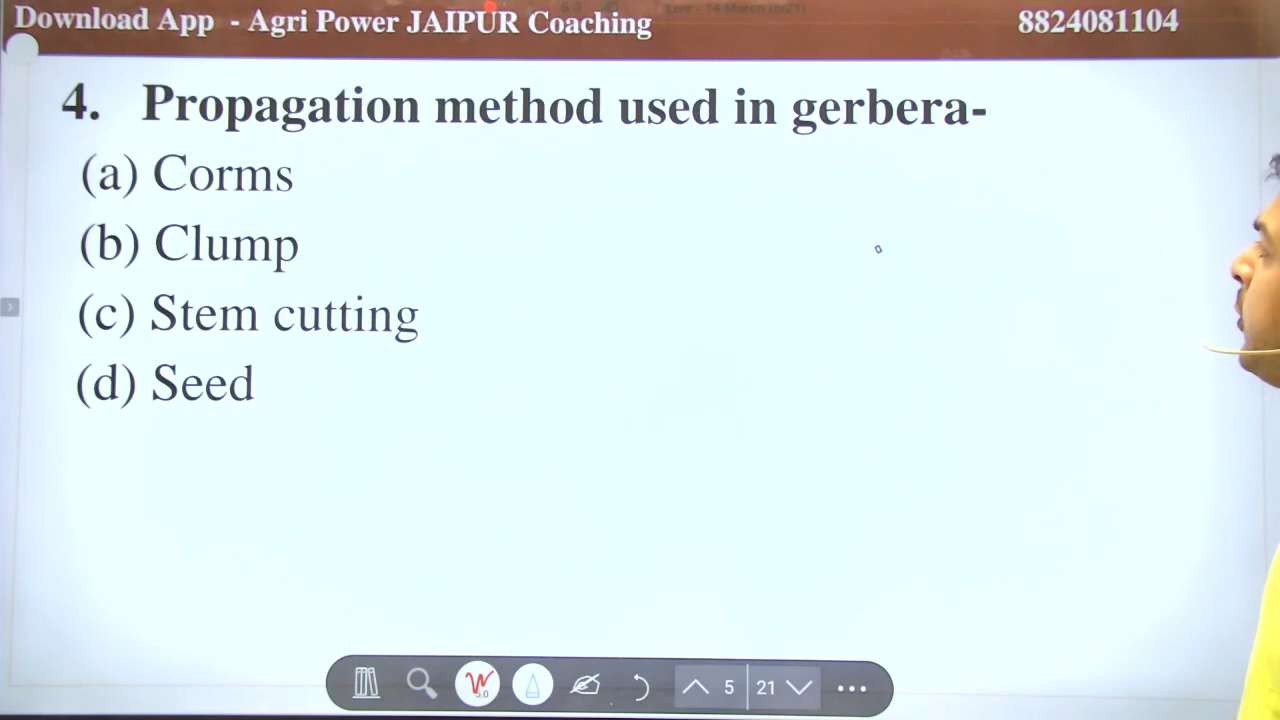 Download App - Agri Power JAIPUR Coaching
8824081104
4. Propagation method used in gerbera-
(a) Corms
(b) Clump
(c) Stem cutting
(d) Seed
5 21